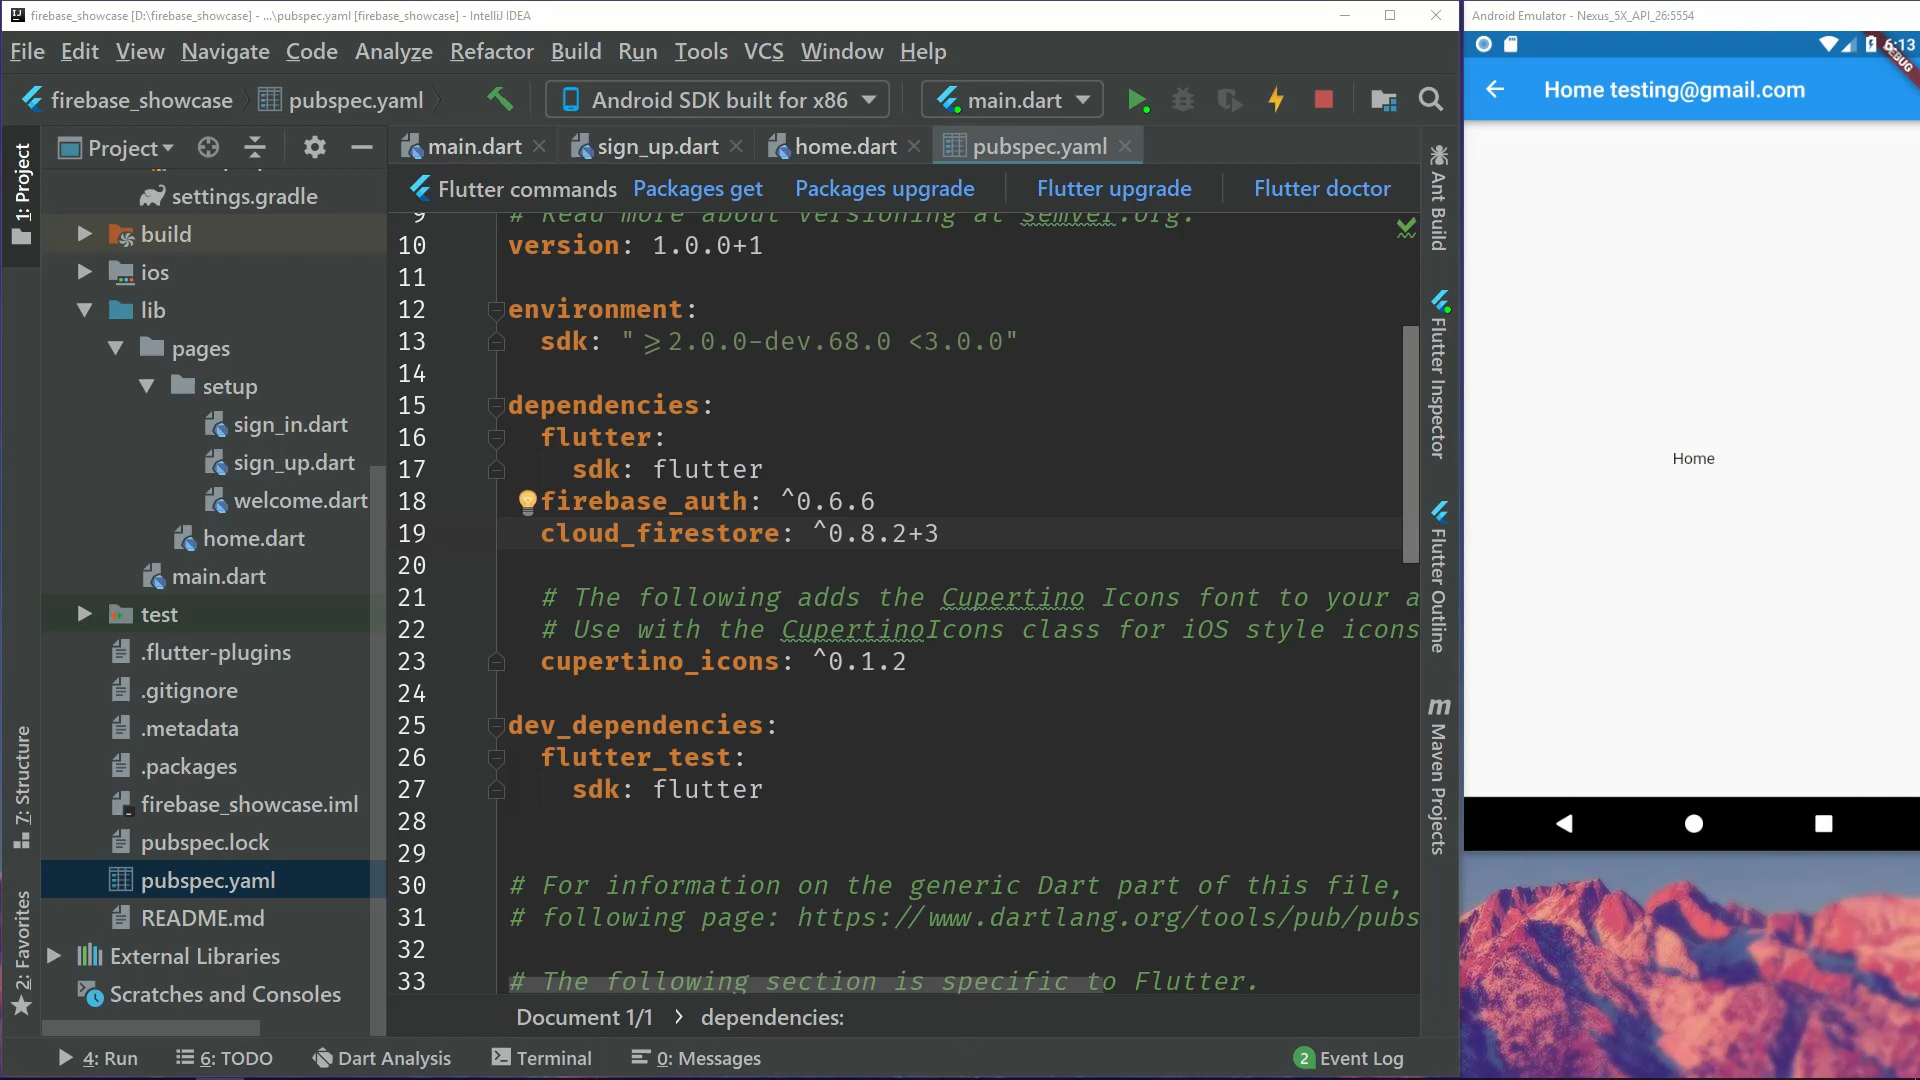 firebase_showcase [D:\firebase_showcase] - ...\pubspec.yaml [firebase_showcase] - IntelliJ IDEA
File Edit View Navigate Code Analyze Refactor Build Run Tools VCS Window Help
firebase_showcase pubspec.yaml Android SDK built for x86 main.dart
Project main.dart sign_up.dart home.dart pubspec.yaml
Flutter commands Packages get Packages upgrade Flutter upgrade Flutter doctor
1: Project
7: Structure
2: Favorites
settings.gradle
build
ios
lib
pages
setup
sign_in.dart
sign_up.dart
welcome.dart
home.dart
main.dart
test
.flutter-plugins
.gitignore
.metadata
.packages
firebase_showcase.iml
pubspec.lock
pubspec.yaml
README.md
External Libraries
Scratches and Consoles
9 # Read more about versioning at semver.org.
10 version: 1.0.0+1
11
12 environment:
13 sdk: ">=2.0.0-dev.68.0 <3.0.0"
14
15 dependencies:
16 flutter:
17 sdk: flutter
18 firebase_auth: ^0.6.6
19 cloud_firestore: ^0.8.2+3
20
21 # The following adds the Cupertino Icons font to your a
22 # Use with the CupertinoIcons class for iOS style icons
23 cupertino_icons: ^0.1.2
24
25 dev_dependencies:
26 flutter_test:
27 sdk: flutter
28
29
30 # For information on the generic Dart part of this file,
31 # following page: https://www.dartlang.org/tools/pub/pubs
32
33 # The following section is specific to Flutter.
Document 1/1 › dependencies:
Ant Build
Flutter Inspector
Flutter Outline
m Maven Projects
4: Run 6: TODO Dart Analysis Terminal 0: Messages 2 Event Log
Android Emulator - Nexus_5X_API_26:5554
6:13
DEBUG
Home testing@gmail.com
Home